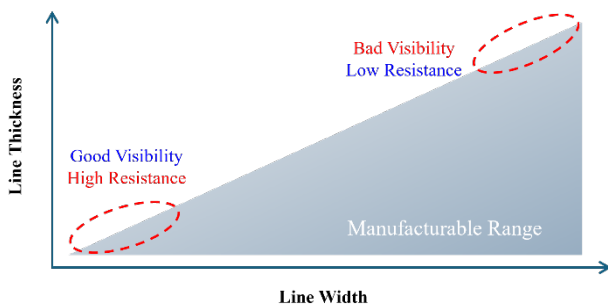 Bad Visibility
Low Resistance
Good Visibility
High Resistance
Manufacturable Range
Line Thickness
Line Width